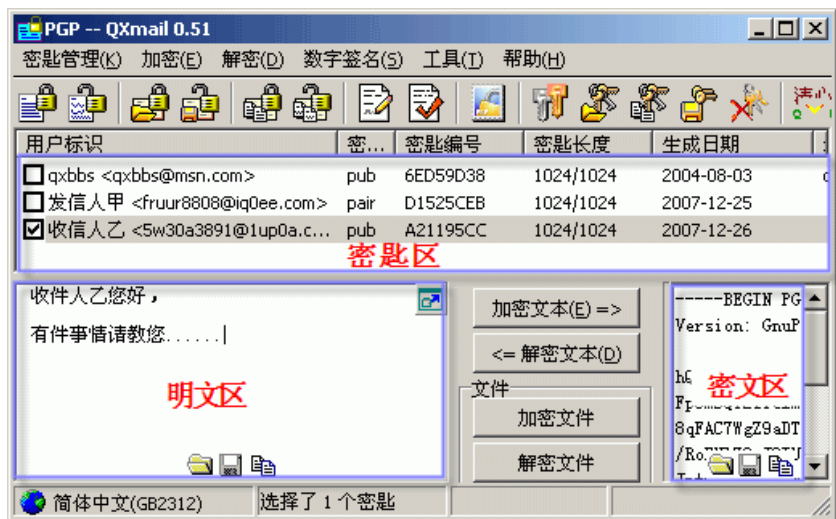 PGP -- QXmail 0.51
密匙管理(K) 加密(E) 解密(D) 数字签名(S) 工具(T) 帮助(H)
用户标识 密... 密匙编号 密匙长度 生成日期
qxbbs <qxbbs@msn.com> pub 6ED59D38 1024/1024 2004-08-03
发信人甲 <fruur8808@iq0ee.com> pair D1525CEB 1024/1024 2007-12-25
收信人乙 <5w30a3891@1up0a.c... pub A21195CC 1024/1024 2007-12-26
密匙区
收件人乙您好，
有件事情请教您......
明文区
加密文本(E) =>
<= 解密文本(D)
文件
加密文件
解密文件
-----BEGIN PG
Version: GnuP
密文区
8qFAC7WgZ9aDT
简体中文(GB2312) 选择了 1 个密匙